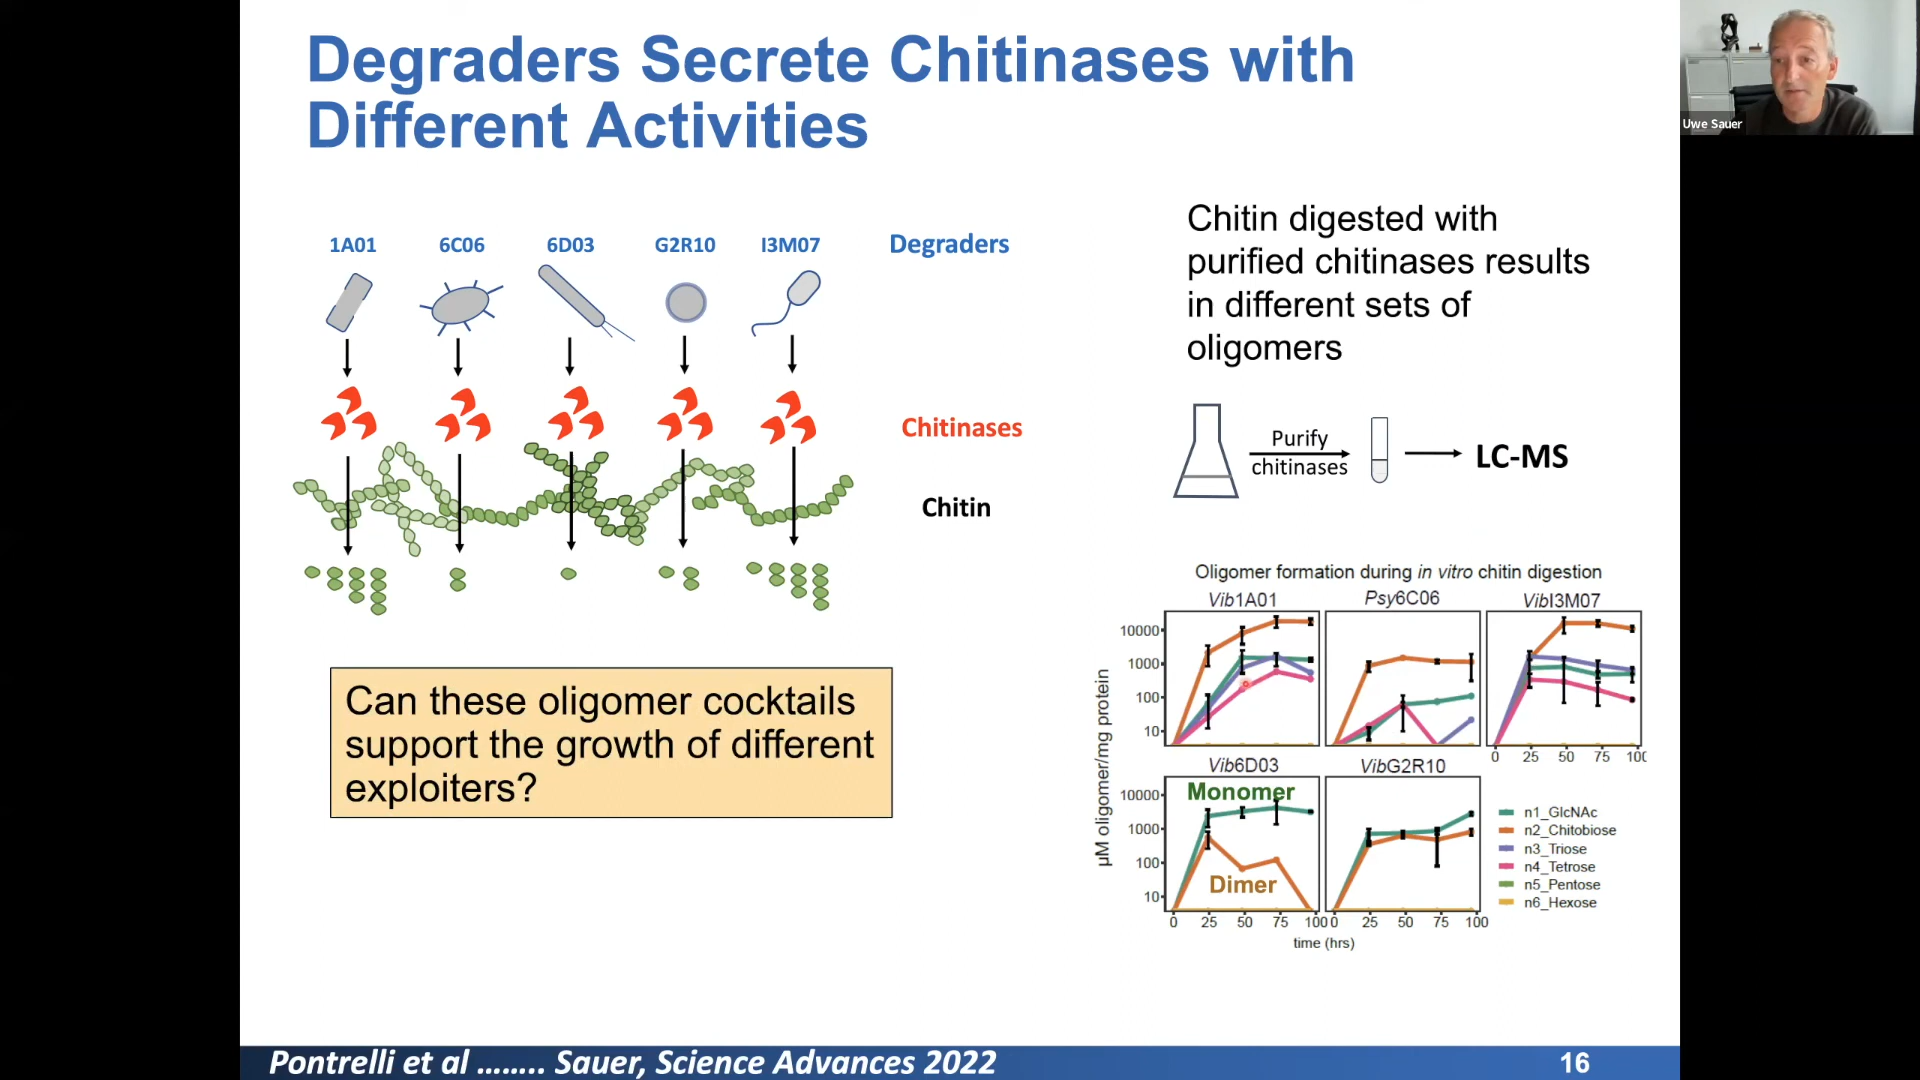 Degraders Secrete Chitinases with
Different Activities
Uwe Sauer
1A01 6C06 6D03 G2R10 I3M07 Degraders
Chitinases
Chitin
Can these oligomer cocktails
support the growth of different
exploiters?
Chitin digested with
purified chitinases results
in different sets of
oligomers
Purify
chitinases
LC-MS
Oligomer formation during in vitro chitin digestion
Vib1A01 Psy6C06 VibI3M07
10000
1000
100
10
0 25 50 75 100
Vib6D03 VibG2R10
Monomer
Dimer
10000
1000
100
10
0 25 50 75 100 0 25 50 75 100
time (hrs)
µM oligomer/mg protein
n1_GlcNAc
n2_Chitobiose
n3_Triose
n4_Tetrose
n5_Pentose
n6_Hexose
Pontrelli et al …….. Sauer, Science Advances 2022
16